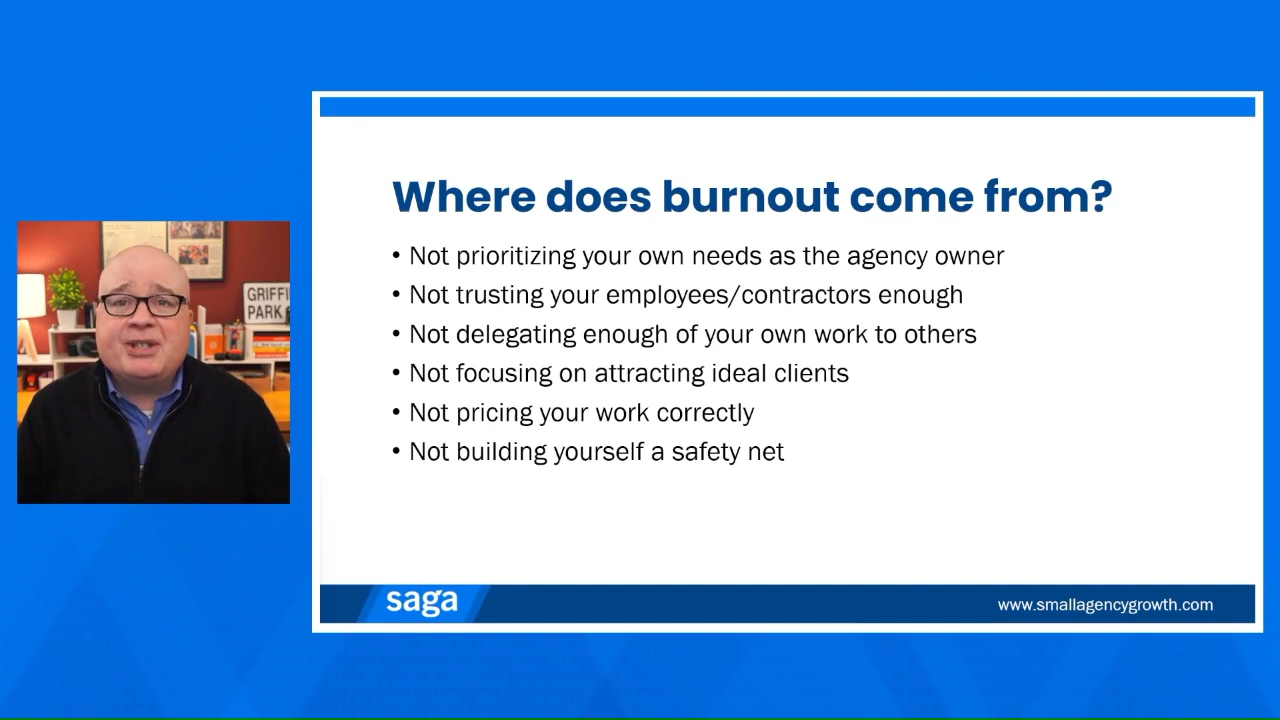 Where does burnout come from?
• Not prioritizing your own needs as the agency owner
• Not trusting your employees/contractors enough
• Not delegating enough of your own work to others
• Not focusing on attracting ideal clients
• Not pricing your work correctly
• Not building yourself a safety net
GRIFFI
PARK
saga
www.smallagencygrowth.com